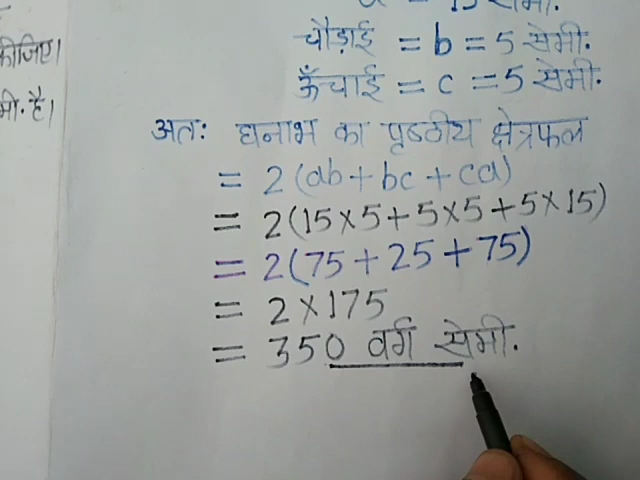 a = 15 सेमी.
कीजिए।
चौड़ाई = b = 5 सेमी.
ऊँचाई = c = 5 सेमी.
मी. है।
अतः घनाभ का पृष्ठीय क्षेत्रफल
= 2(ab+bc+ca)
= 2(15×5+5×5+5×15)
= 2(75+25+75)
= 2×175
= 350 वर्ग सेमी.